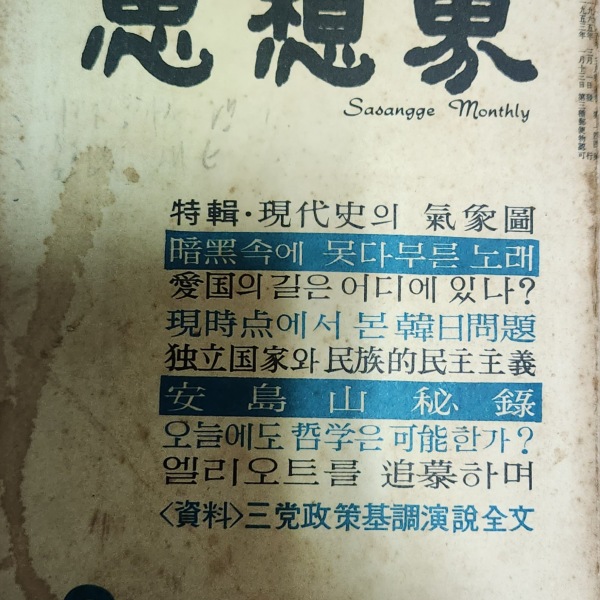 思想界
Sasangge Monthly
特輯·現代史의 氣象圖
暗黑속에 못다부른 노래
愛国의 길은 어디에 있나?
現時点에서 본 韓日問題
独立国家와 民族的民主主義
安島山秘錄
오늘에도 哲学은 可能한가?
엘리오트를 追慕하며
<資料>三党政策基調演說全文